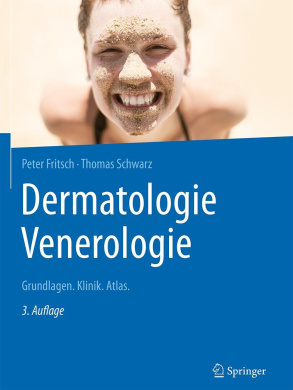 Peter Fritsch · Thomas Schwarz
Dermatologie
Venerologie
Grundlagen. Klinik. Atlas.
3. Auflage
Springer